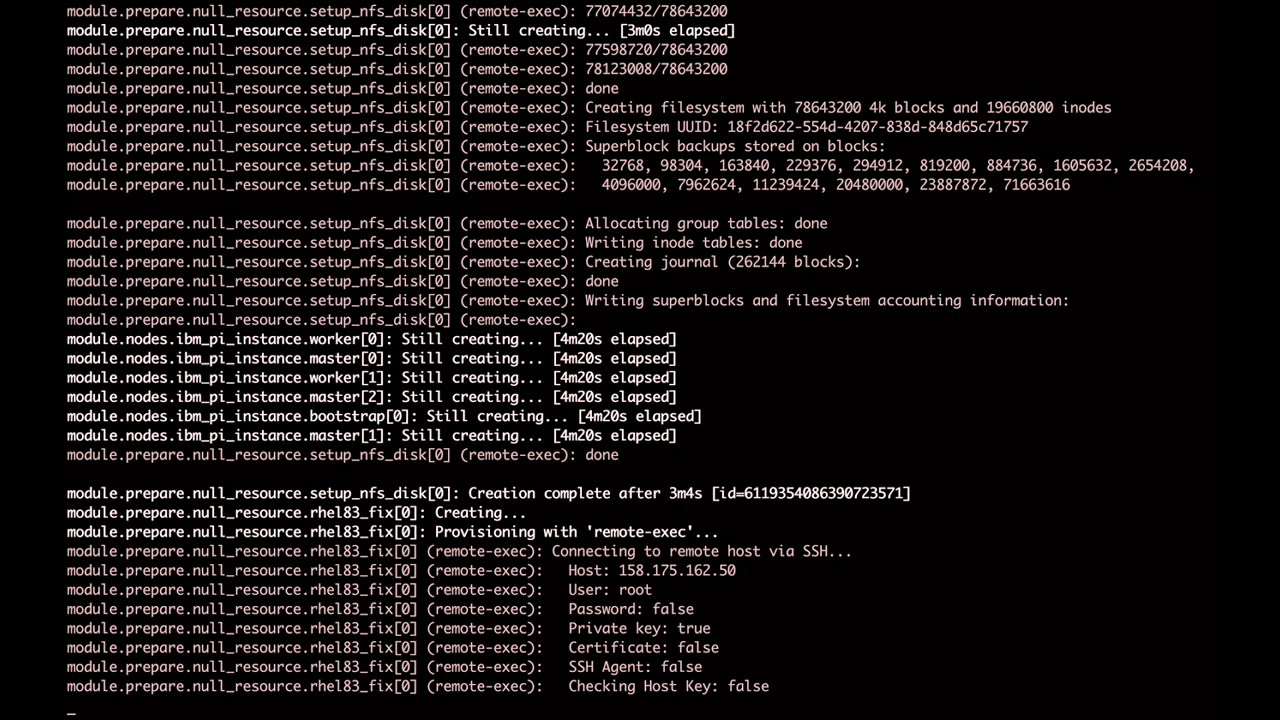 module.prepare.null_resource.setup_nfs_disk[0] (remote-exec): 77074432/78643200
module.prepare.null_resource.setup_nfs_disk[0]: Still creating... [3m0s elapsed]
module.prepare.null_resource.setup_nfs_disk[0] (remote-exec): 77598720/78643200
module.prepare.null_resource.setup_nfs_disk[0] (remote-exec): 78123008/78643200
module.prepare.null_resource.setup_nfs_disk[0] (remote-exec): done
module.prepare.null_resource.setup_nfs_disk[0] (remote-exec): Creating filesystem with 78643200 4k blocks and 19660800 inodes
module.prepare.null_resource.setup_nfs_disk[0] (remote-exec): Filesystem UUID: 18f2d622-554d-4207-838d-848d65c71757
module.prepare.null_resource.setup_nfs_disk[0] (remote-exec): Superblock backups stored on blocks:
module.prepare.null_resource.setup_nfs_disk[0] (remote-exec):   32768, 98304, 163840, 229376, 294912, 819200, 884736, 1605632, 2654208,
module.prepare.null_resource.setup_nfs_disk[0] (remote-exec):   4096000, 7962624, 11239424, 20480000, 23887872, 71663616
module.prepare.null_resource.setup_nfs_disk[0] (remote-exec): Allocating group tables: done
module.prepare.null_resource.setup_nfs_disk[0] (remote-exec): Writing inode tables: done
module.prepare.null_resource.setup_nfs_disk[0] (remote-exec): Creating journal (262144 blocks):
module.prepare.null_resource.setup_nfs_disk[0] (remote-exec): done
module.prepare.null_resource.setup_nfs_disk[0] (remote-exec): Writing superblocks and filesystem accounting information:
module.prepare.null_resource.setup_nfs_disk[0] (remote-exec):
module.nodes.ibm_pi_instance.worker[0]: Still creating... [4m20s elapsed]
module.nodes.ibm_pi_instance.master[0]: Still creating... [4m20s elapsed]
module.nodes.ibm_pi_instance.worker[1]: Still creating... [4m20s elapsed]
module.nodes.ibm_pi_instance.master[2]: Still creating... [4m20s elapsed]
module.nodes.ibm_pi_instance.bootstrap[0]: Still creating... [4m20s elapsed]
module.nodes.ibm_pi_instance.master[1]: Still creating... [4m20s elapsed]
module.prepare.null_resource.setup_nfs_disk[0] (remote-exec): done
module.prepare.null_resource.setup_nfs_disk[0]: Creation complete after 3m4s [id=6119354086390723571]
module.prepare.null_resource.rhel83_fix[0]: Creating...
module.prepare.null_resource.rhel83_fix[0]: Provisioning with 'remote-exec'...
module.prepare.null_resource.rhel83_fix[0] (remote-exec): Connecting to remote host via SSH...
module.prepare.null_resource.rhel83_fix[0] (remote-exec):   Host: 158.175.162.50
module.prepare.null_resource.rhel83_fix[0] (remote-exec):   User: root
module.prepare.null_resource.rhel83_fix[0] (remote-exec):   Password: false
module.prepare.null_resource.rhel83_fix[0] (remote-exec):   Private key: true
module.prepare.null_resource.rhel83_fix[0] (remote-exec):   Certificate: false
module.prepare.null_resource.rhel83_fix[0] (remote-exec):   SSH Agent: false
module.prepare.null_resource.rhel83_fix[0] (remote-exec):   Checking Host Key: false